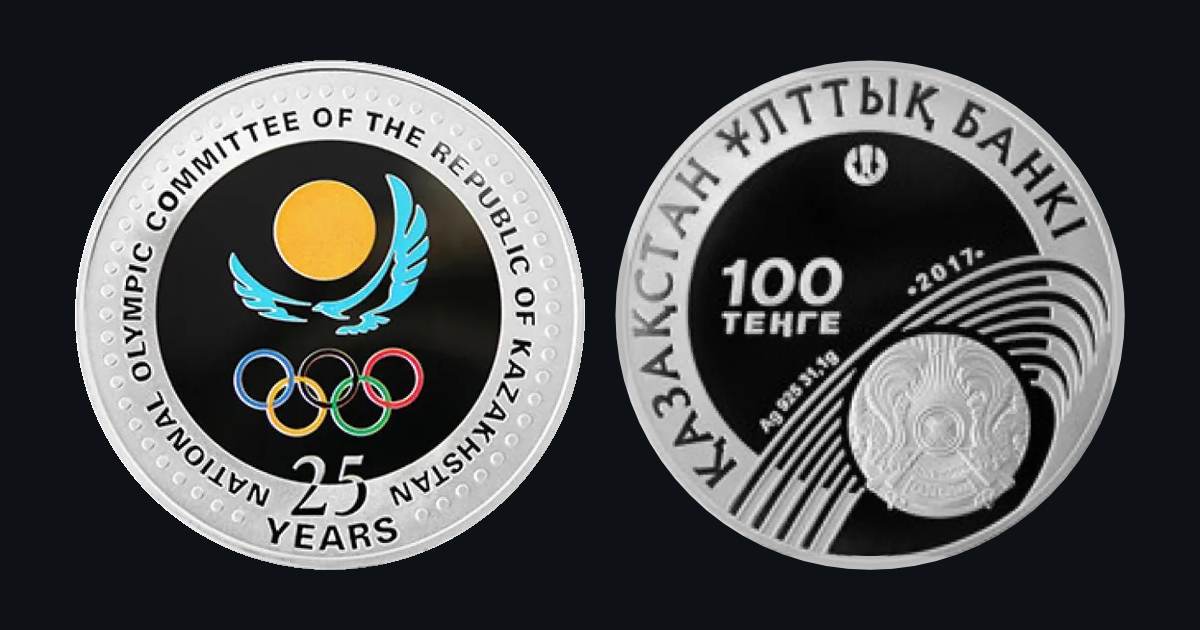 NATIONAL OLYMPIC COMMITTEE OF THE REPUBLIC OF KAZAKHSTAN
25
YEARS
ҚАЗАҚСТАН ҰЛТТЫҚ БАНКІ
•2017•
100
ТЕҢГЕ
Ag 925 31,1g